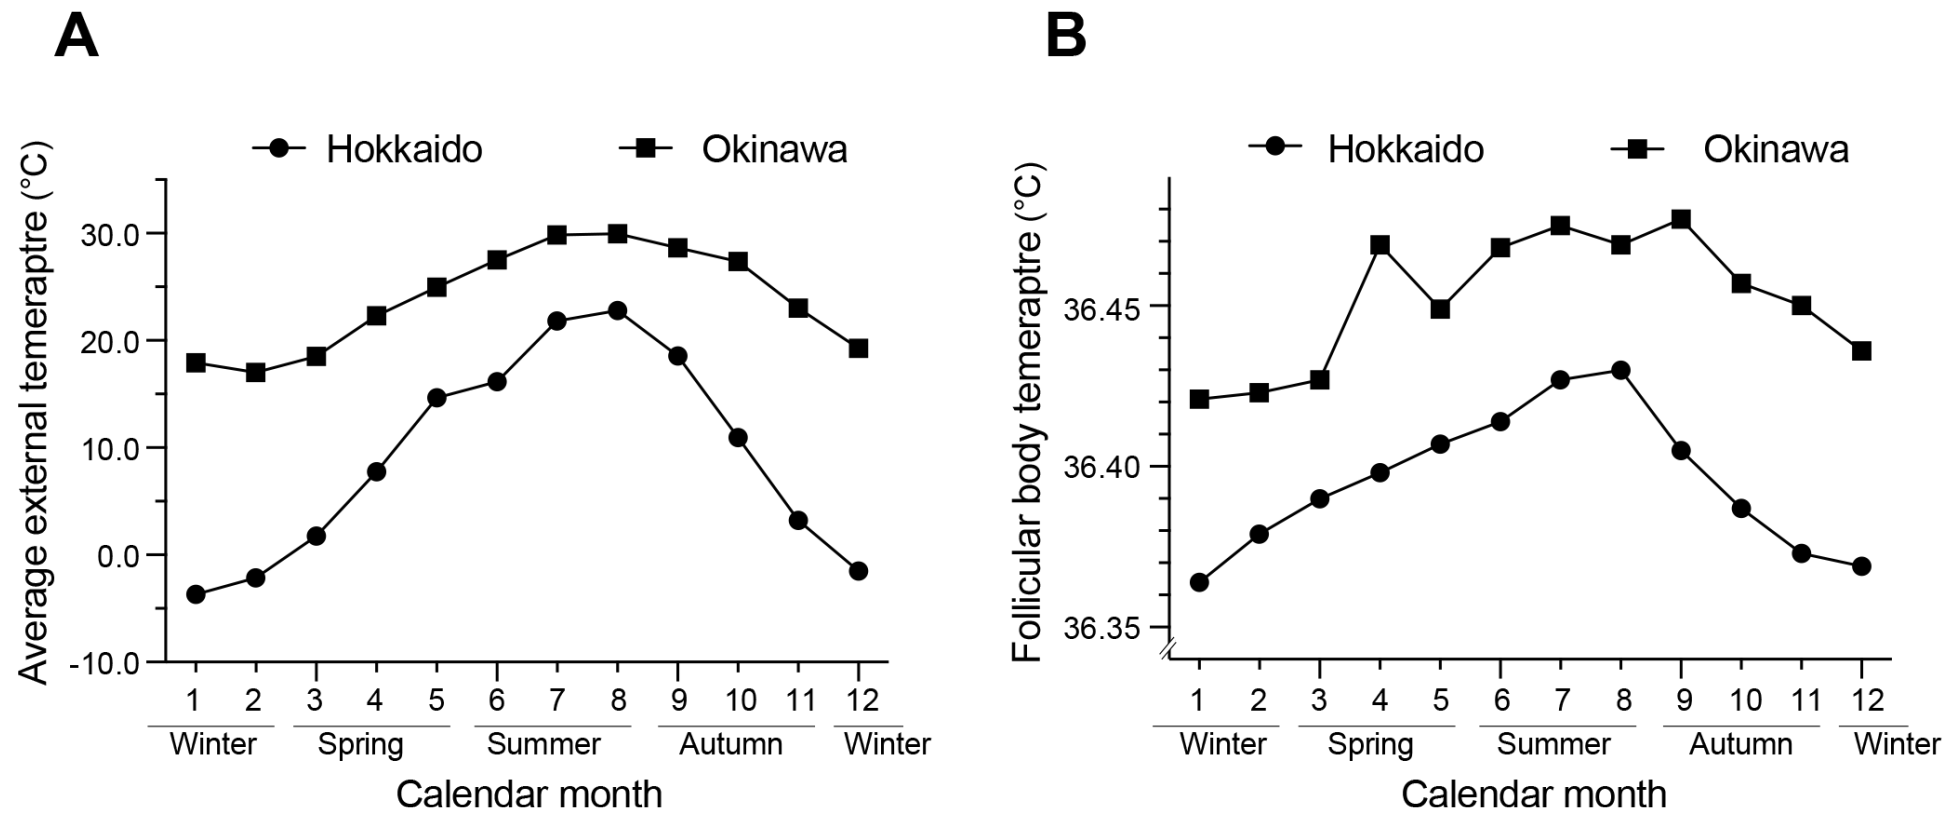 A
Hokkaido
Okinawa
Average external temeraptre (°C)
30.0
20.0
10.0
0.0
-10.0
1 2 3 4 5 6 7 8 9 10 11 12
Winter Spring Summer Autumn Winter
Calendar month
B
Hokkaido
Okinawa
Follicular body temeraptre (°C)
36.45
36.40
36.35
1 2 3 4 5 6 7 8 9 10 11 12
Winter Spring Summer Autumn Winter
Calendar month